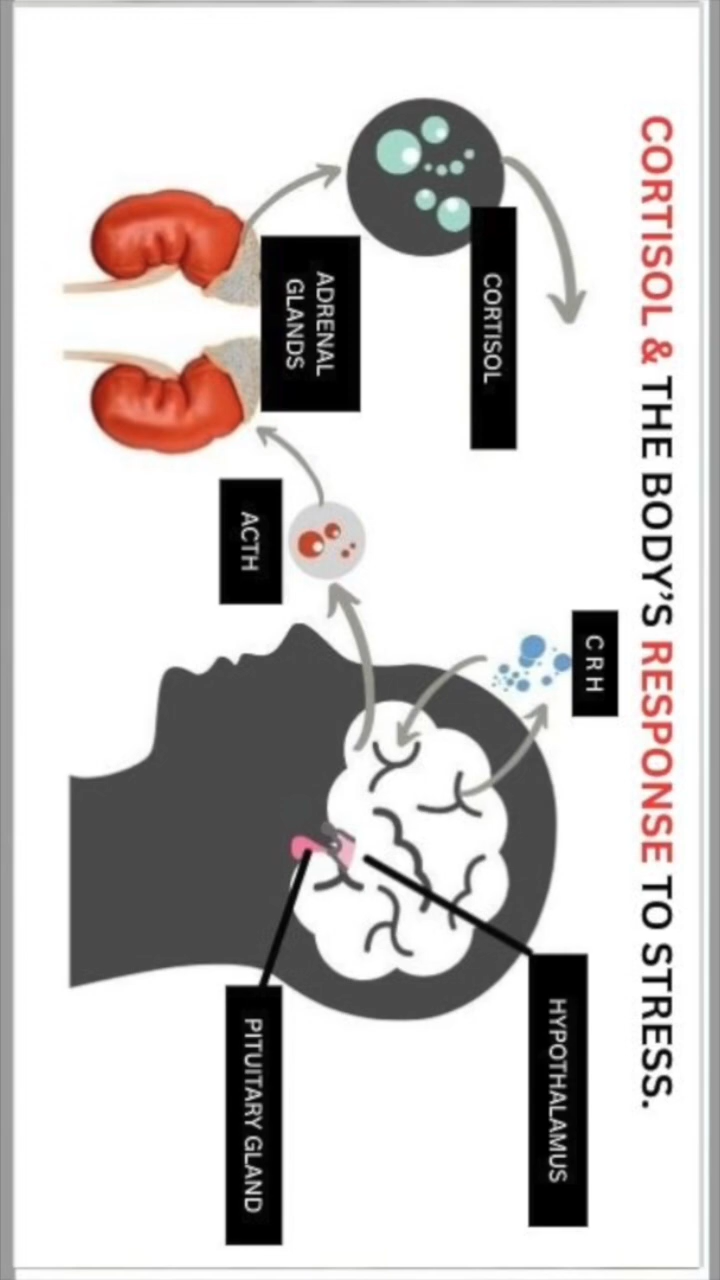 CORTISOL & THE BODY'S RESPONSE TO STRESS.
CORTISOL
CRH
ADRENAL
GLANDS
ACTH
HYPOTHALAMUS
PITUITARY GLAND